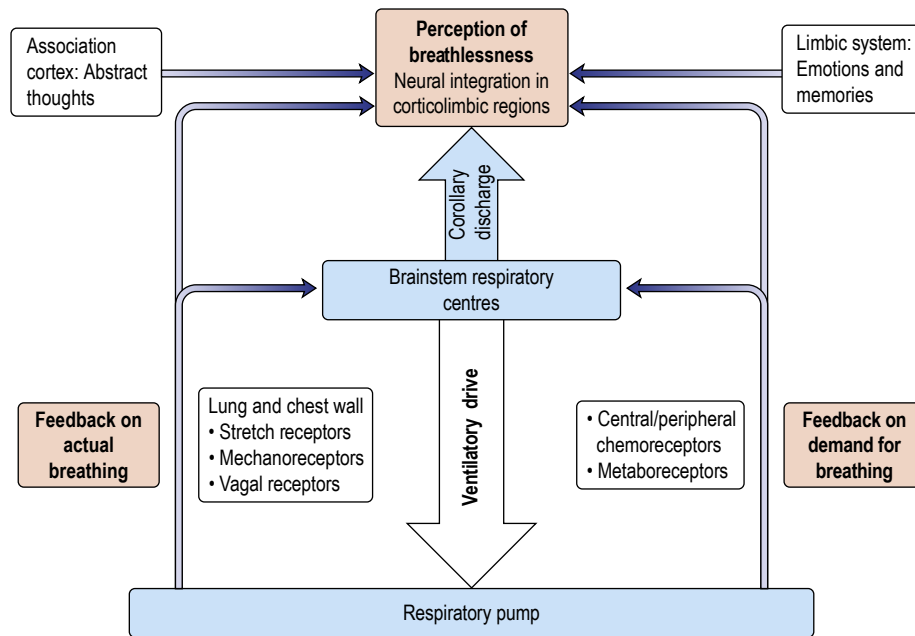 Association
cortex: Abstract
thoughts
Perception of
breathlessness
Neural integration in
corticolimbic regions
Limbic system:
Emotions and
memories
Corollary
discharge
Brainstem respiratory
centres
Feedback on
actual
breathing
Lung and chest wall
• Stretch receptors
• Mechanoreceptors
• Vagal receptors
Ventilatory drive
• Central/peripheral
chemoreceptors
• Metaboreceptors
Feedback on
demand for
breathing
Respiratory pump